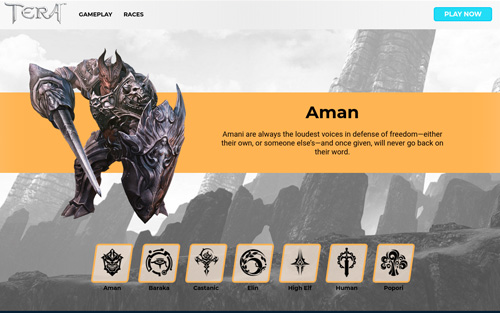 TERA
GAMEPLAY
RACES
PLAY NOW
Aman
Amani are always the loudest voices in defense of freedom—either
their own, or someone else's—and once given, will never go back on
their word.
Aman
Baraka
Castanic
Elin
High Elf
Human
Popori